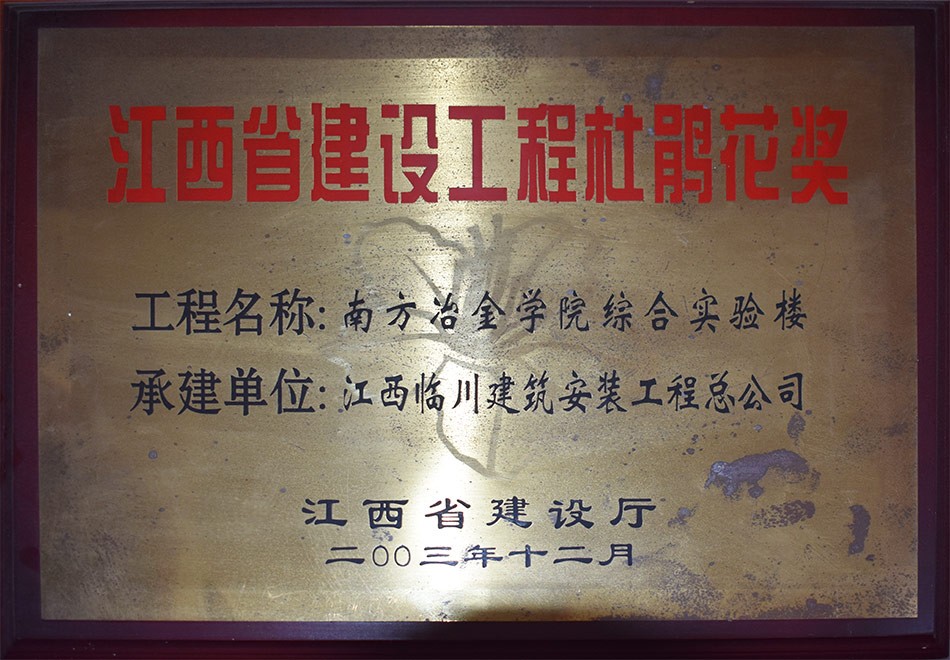 江西省建设工程杜鹃花奖
工程名称:南方冶金学院综合实验楼
承建单位:江西临川建筑安装工程总公司
江西省建设厅
二〇〇三年十二月